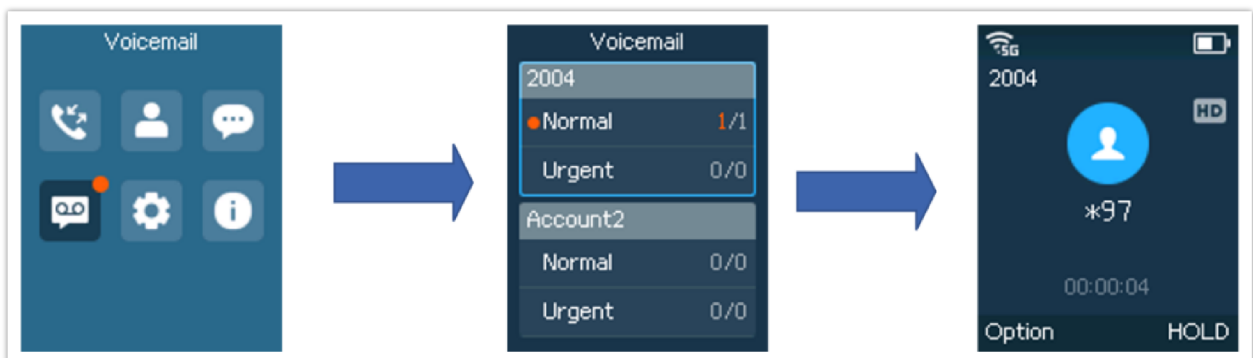 Voicemail
Voicemail
2004
Normal 1/1
Urgent 0/0
Account2
Normal 0/0
Urgent 0/0
5G
2004
HD
*97
00:00:04
Option HOLD